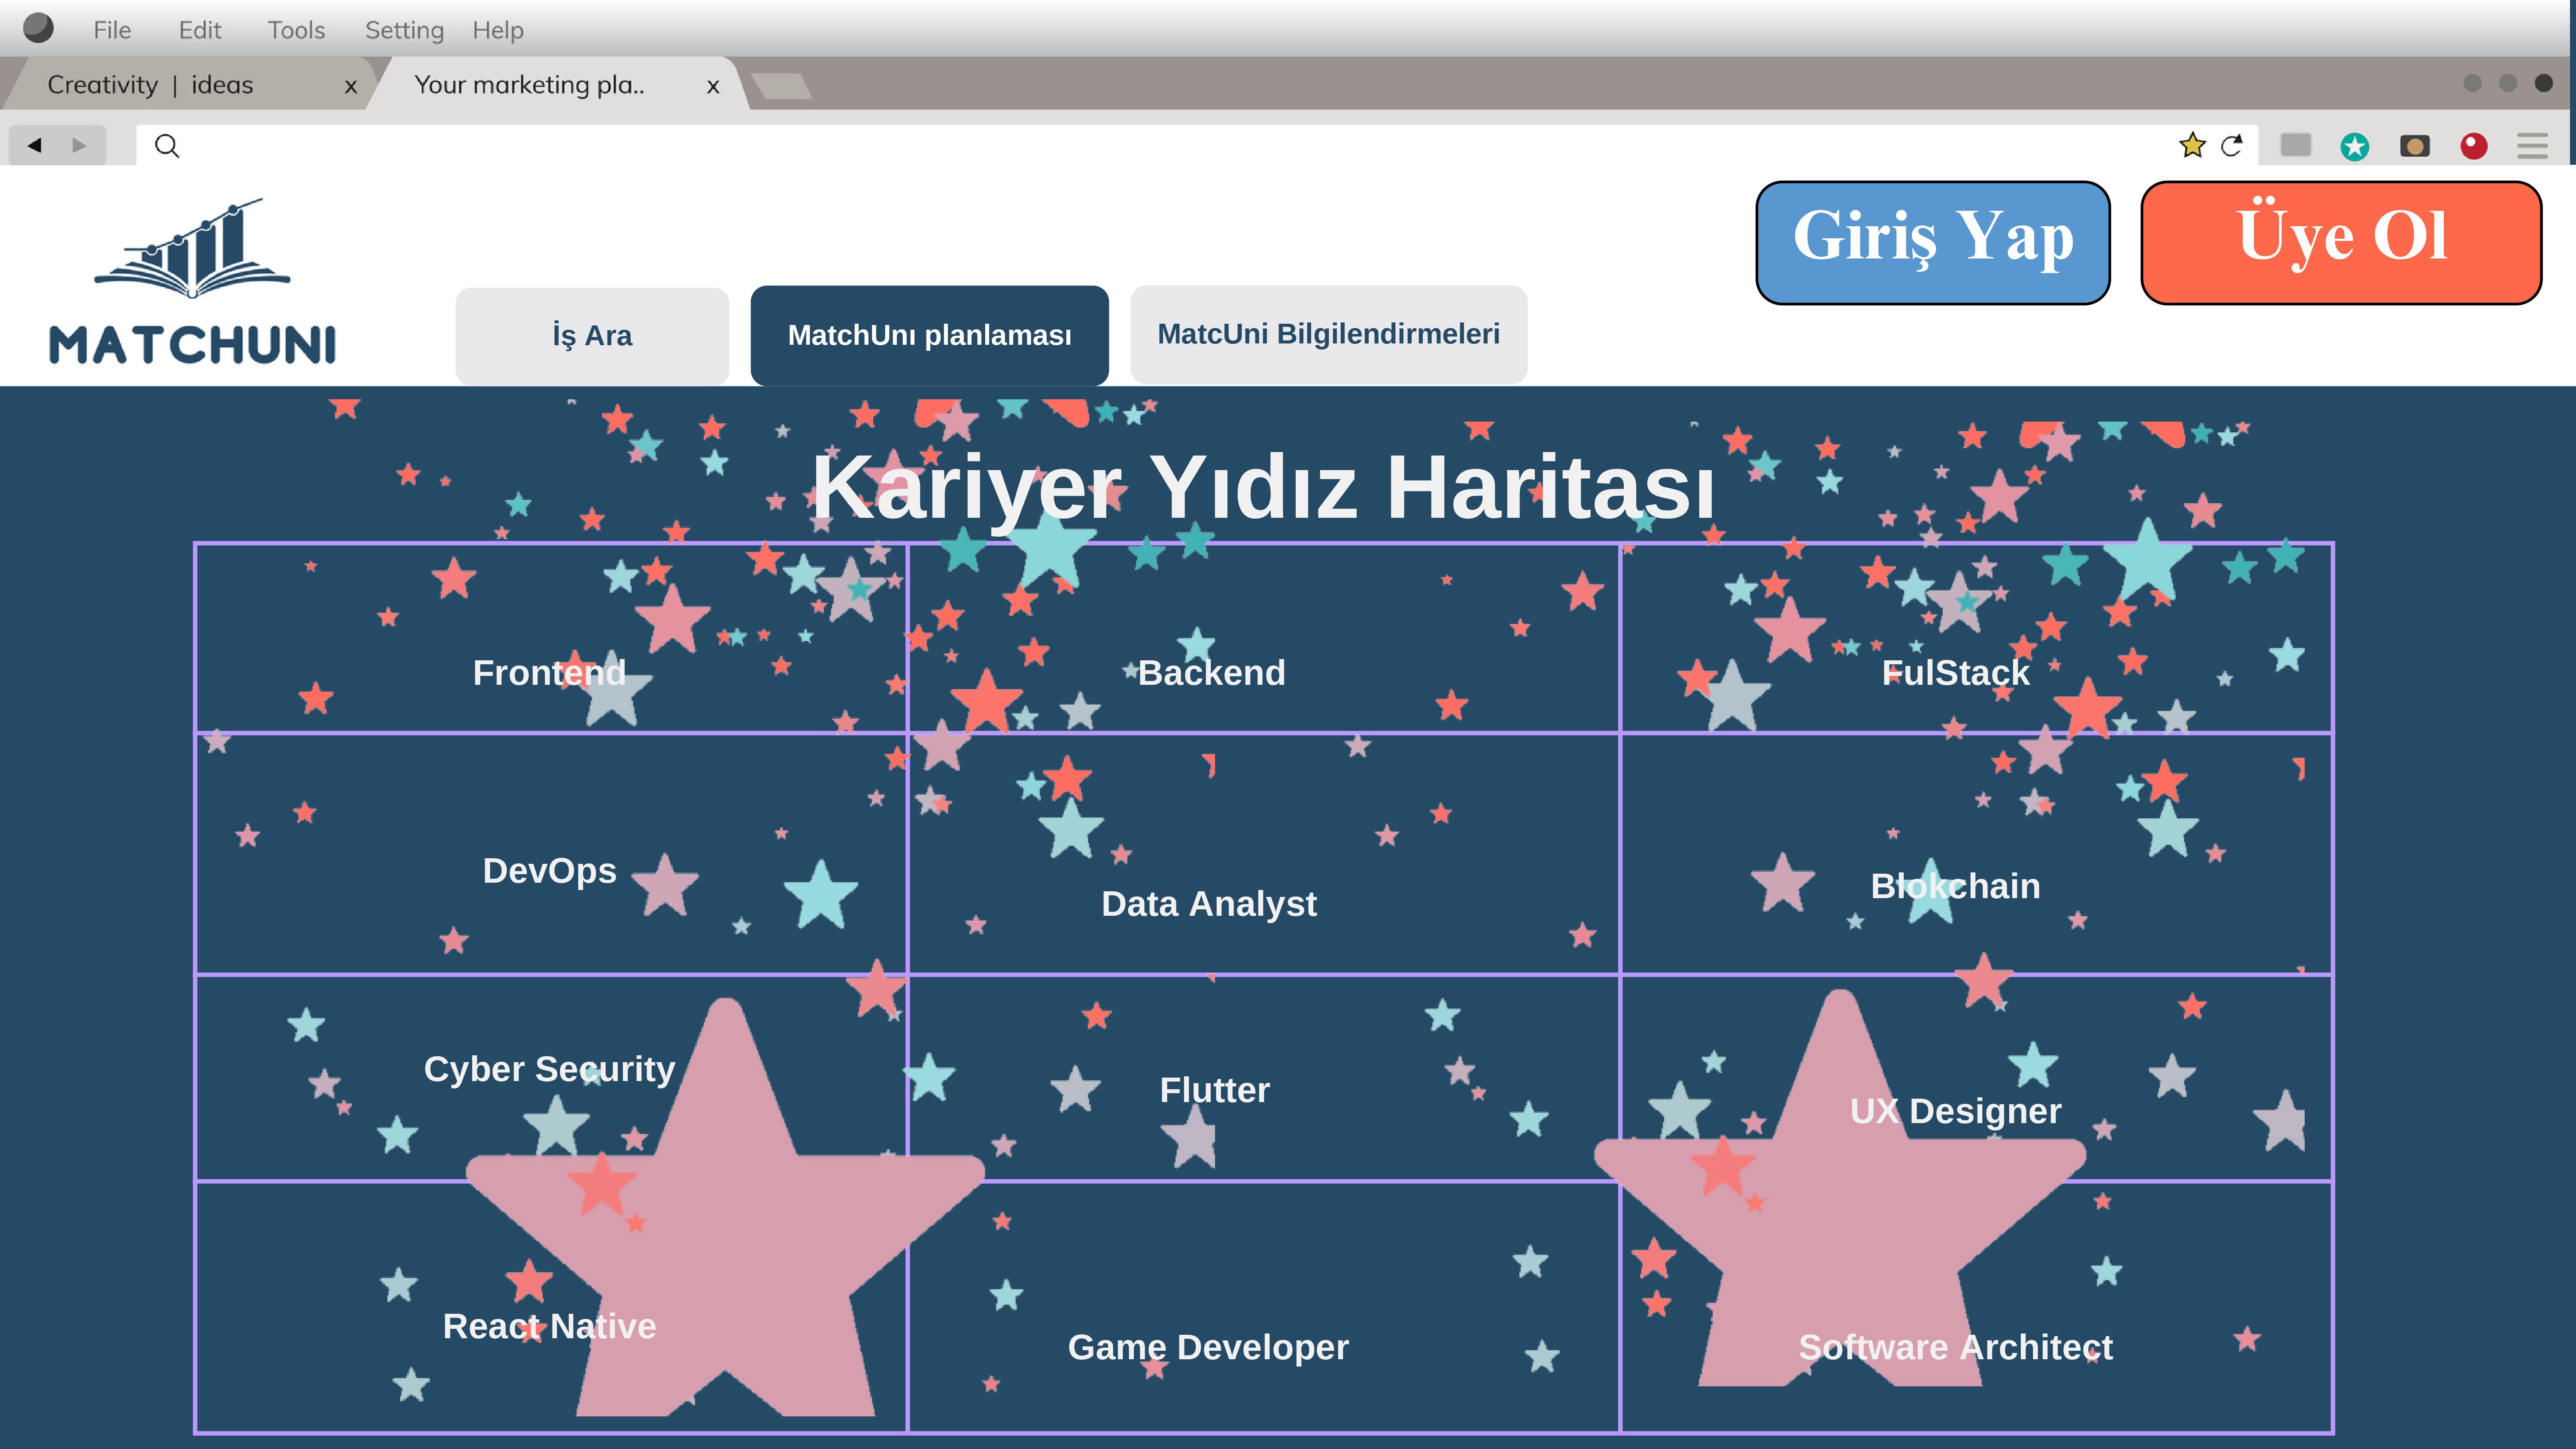 File Edit Tools Setting Help
Creativity | ideas x Your marketing pla.. x
Giriş Yap Üye Ol
MATCHUNI
İş Ara MatchUnı planlaması MatcUni Bilgilendirmeleri
Kariyer Yıdız Haritası
Frontend Backend FulStack
DevOps Data Analyst Blokchain
Cyber Security Flutter UX Designer
React Native Game Developer Software Architect